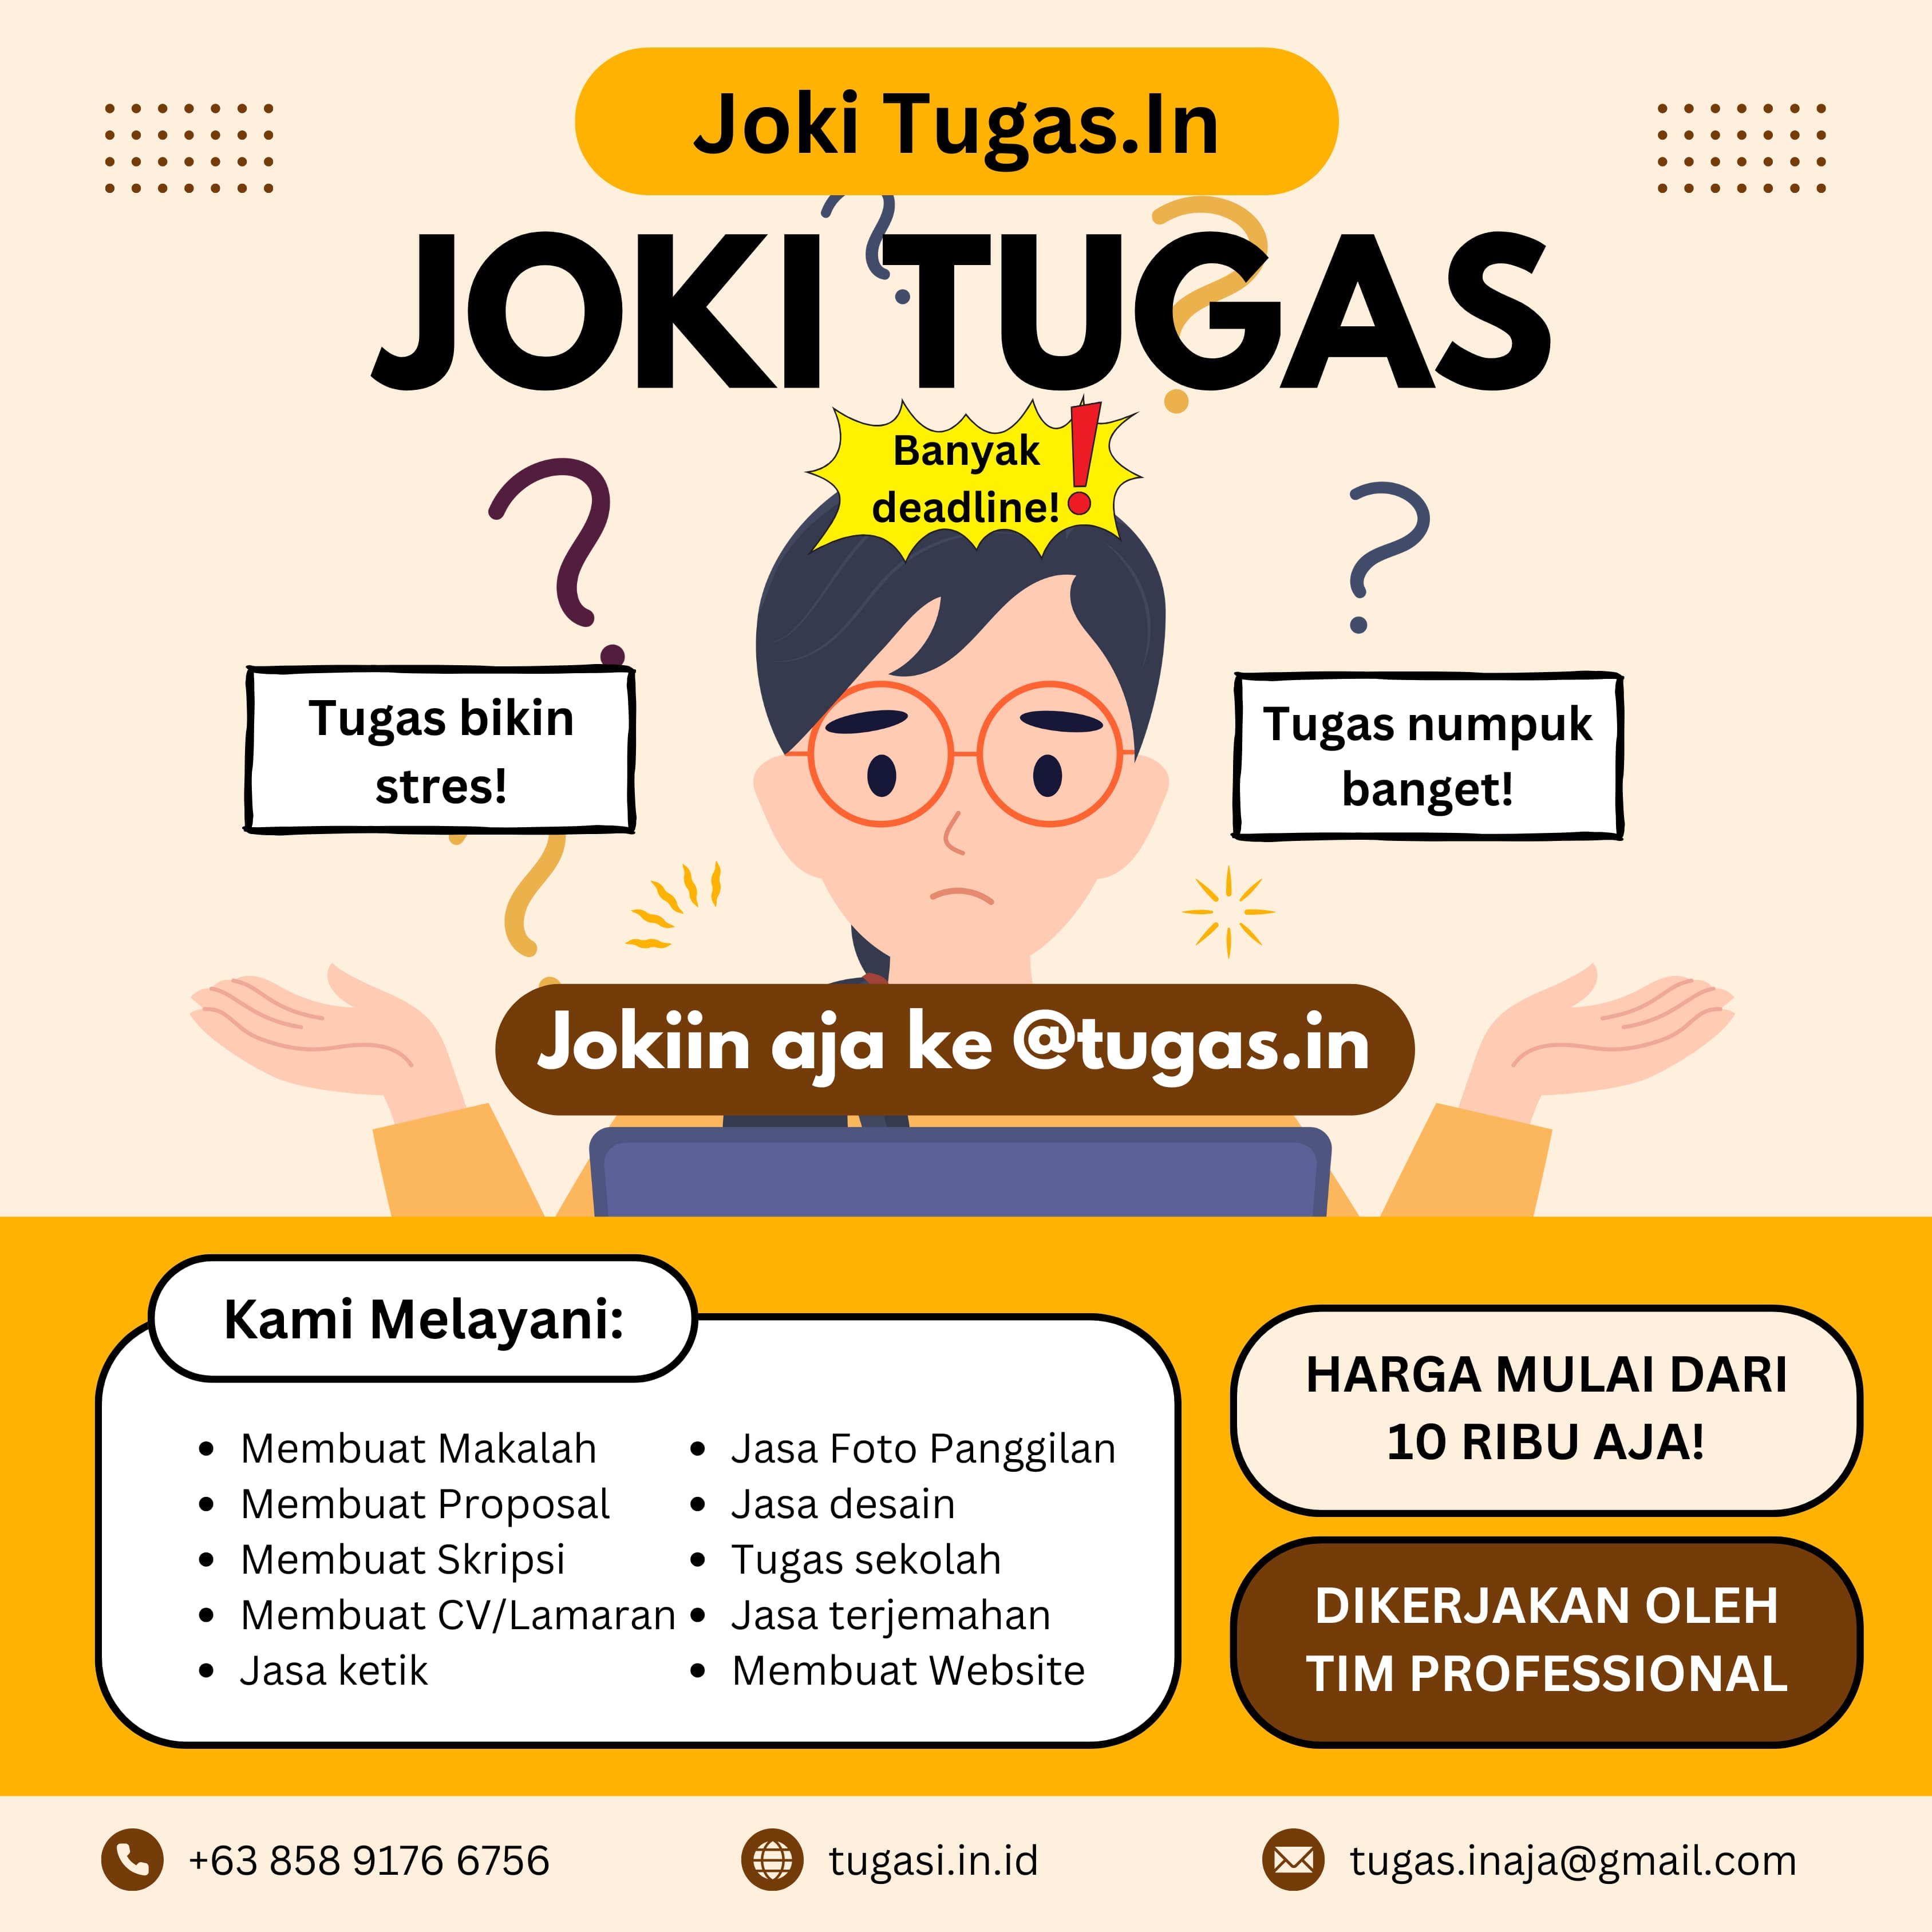 Joki Tugas.In
JOKI TUGAS
Banyak
deadline!
Tugas bikin
stres!
Tugas numpuk
banget!
Jokiin aja ke @tugas.in
Kami Melayani:
• Membuat Makalah
• Membuat Proposal
• Membuat Skripsi
• Membuat CV/Lamaran
• Jasa ketik
• Jasa Foto Panggilan
• Jasa desain
• Tugas sekolah
• Jasa terjemahan
• Membuat Website
HARGA MULAI DARI
10 RIBU AJA!
DIKERJAKAN OLEH
TIM PROFESSIONAL
+63 858 9176 6756
tugasi.in.id
tugas.inaja@gmail.com